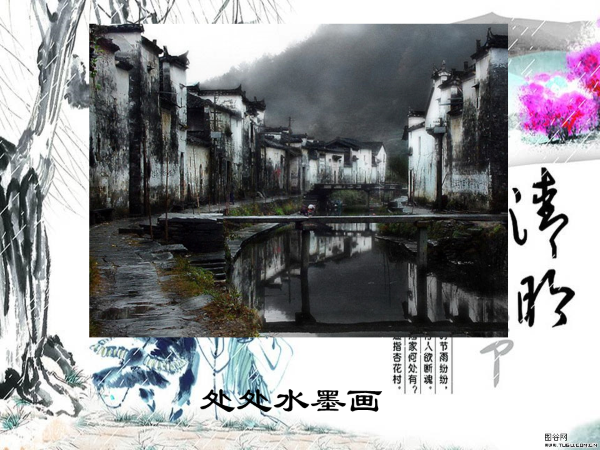 清明
节雨纷纷，
人欲断魂。
家何处有？
指杏花村。
处处水墨画
图谷网